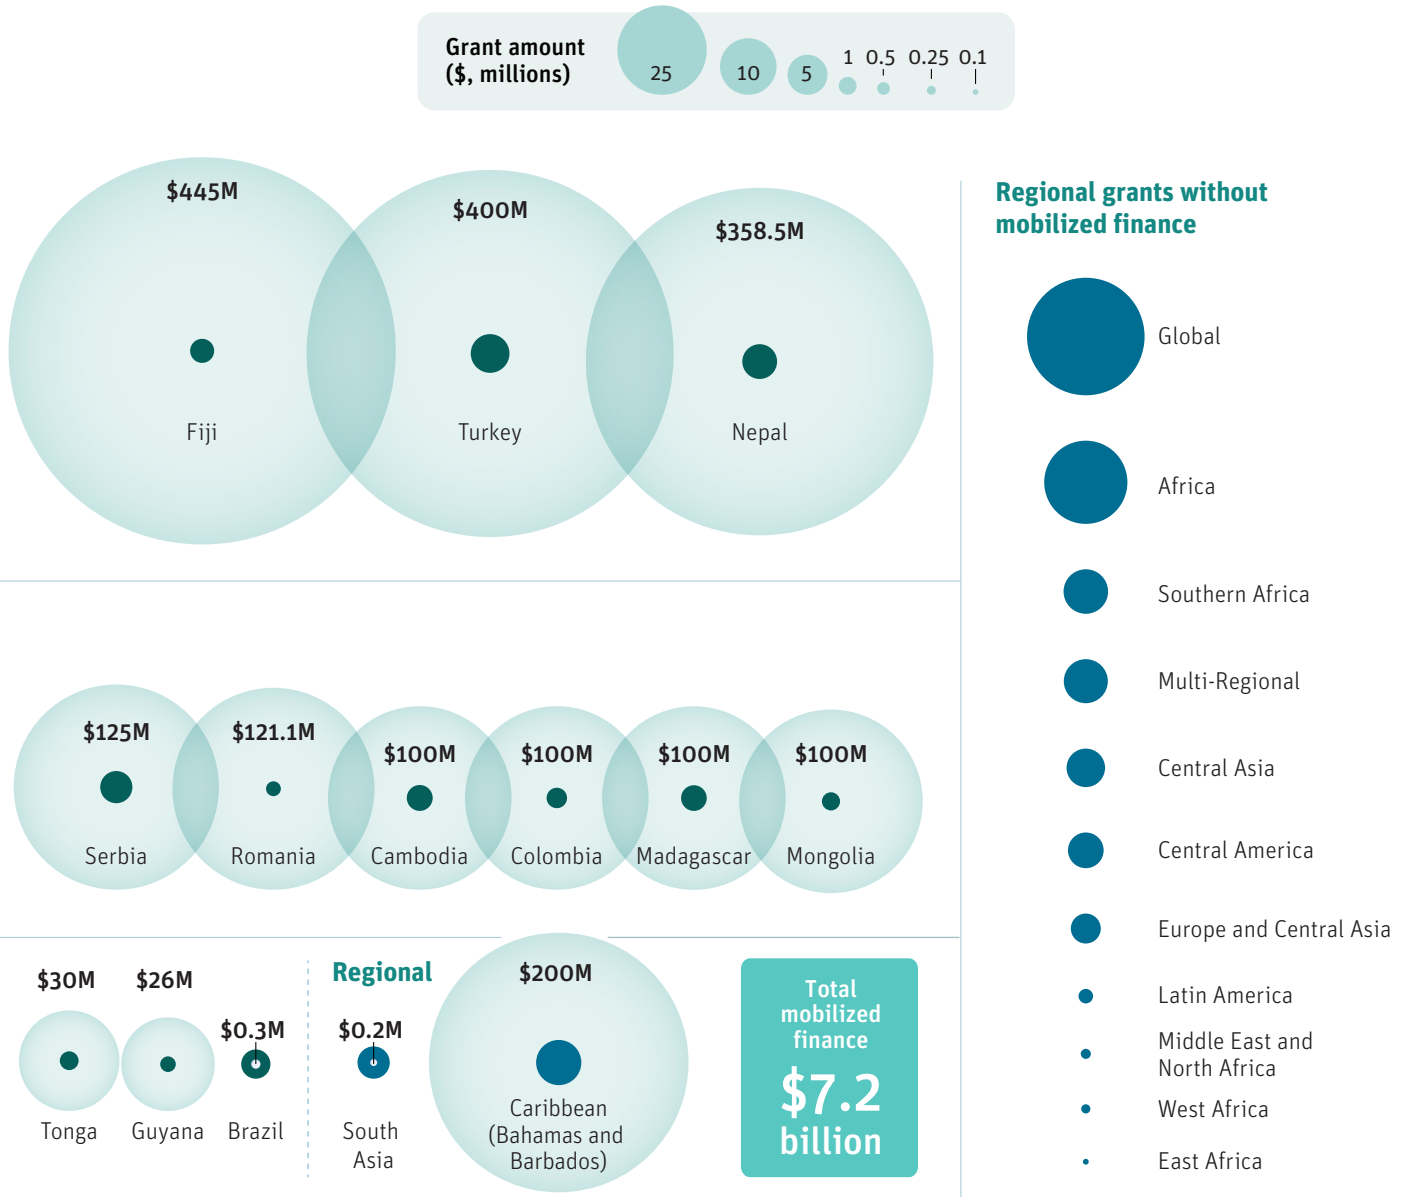 Grant amount
($, millions)
25
10
5
1
0.5
0.25
0.1
$445M
$400M
$358.5M
Fiji
Turkey
Nepal
$125M
$121.1M
$100M
$100M
$100M
$100M
Serbia
Romania
Cambodia
Colombia
Madagascar
Mongolia
$30M
$26M
$0.3M
Tonga
Guyana
Brazil
Regional
$0.2M
South
Asia
$200M
Caribbean
(Bahamas and
Barbados)
Total
mobilized
finance
$7.2
billion
Regional grants without
mobilized finance
Global
Africa
Southern Africa
Multi-Regional
Central Asia
Central America
Europe and Central Asia
Latin America
Middle East and
North Africa
West Africa
East Africa